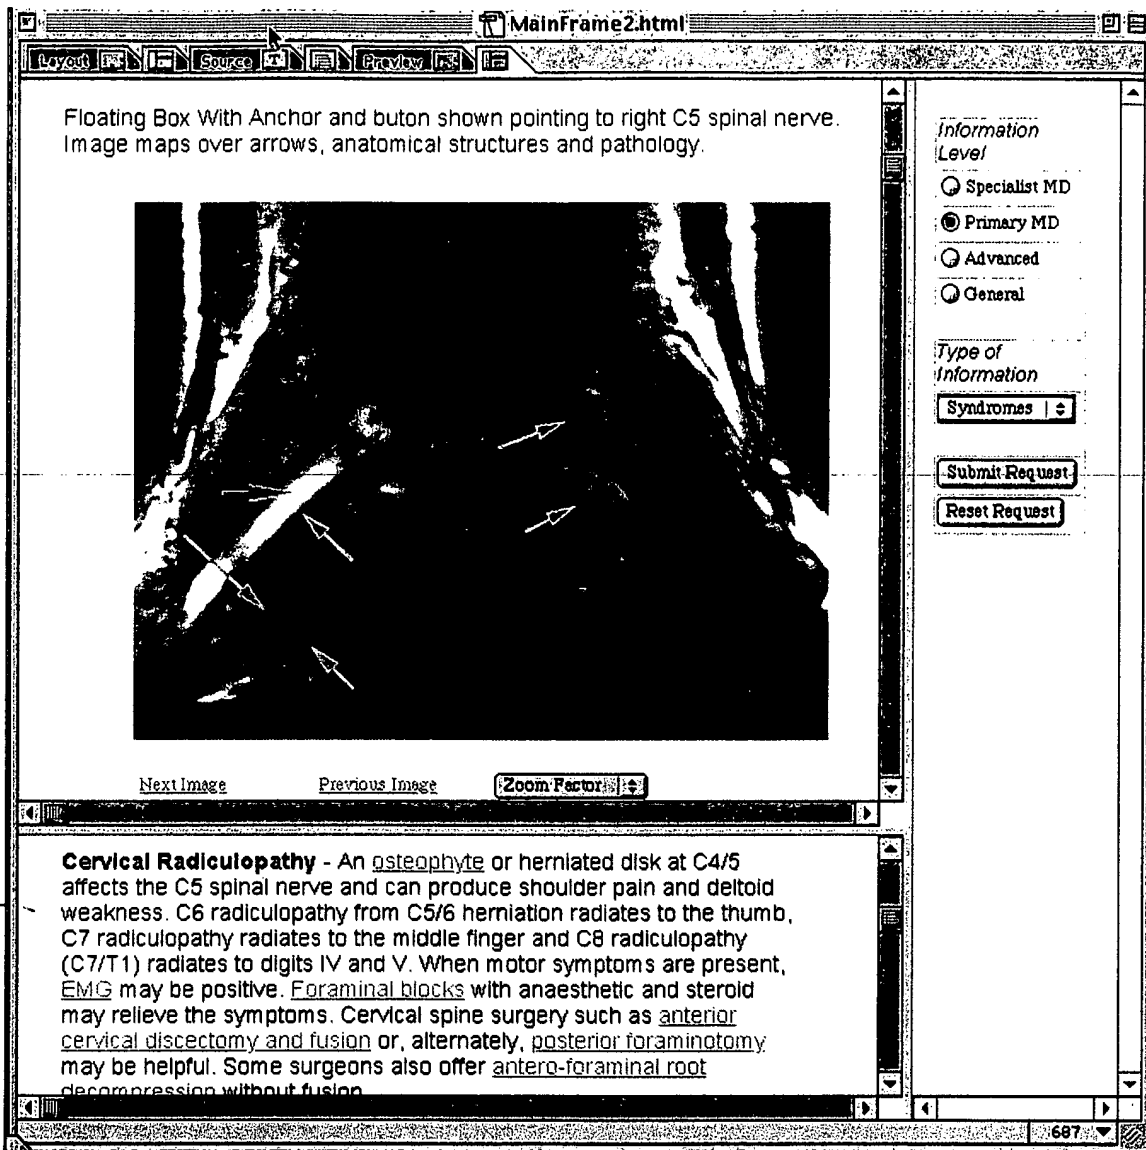 MainFrame2.html
Layout Source Preview
Floating Box With Anchor and buton shown pointing to right C5 spinal nerve.
Image maps over arrows, anatomical structures and pathology.
Next Image Previous Image Zoom Factor
Cervical Radiculopathy - An osteophyte or herniated disk at C4/5
affects the C5 spinal nerve and can produce shoulder pain and deltoid
weakness. C6 radiculopathy from C5/6 herniation radiates to the thumb,
C7 radiculopathy radiates to the middle finger and C8 radiculopathy
(C7/T1) radiates to digits IV and V. When motor symptoms are present,
EMG may be positive. Foraminal blocks with anaesthetic and steroid
may relieve the symptoms. Cervical spine surgery such as anterior
cervical discectomy and fusion or, alternately, posterior foraminotomy
may be helpful. Some surgeons also offer antero-foraminal root
decompression without fusion
Information
Level
Specialist MD
Primary MD
Advanced
General
Type of
Information
Syndromes
Submit Request
Reset Request
687